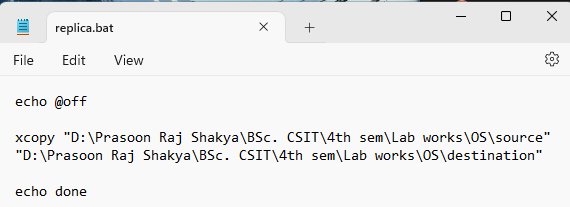 replica.bat
File Edit View
echo @off
xcopy "D:\Prasoon Raj Shakya\BSc. CSIT\4th sem\Lab works\OS\source"
"D:\Prasoon Raj Shakya\BSc. CSIT\4th sem\Lab works\OS\destination"
echo done